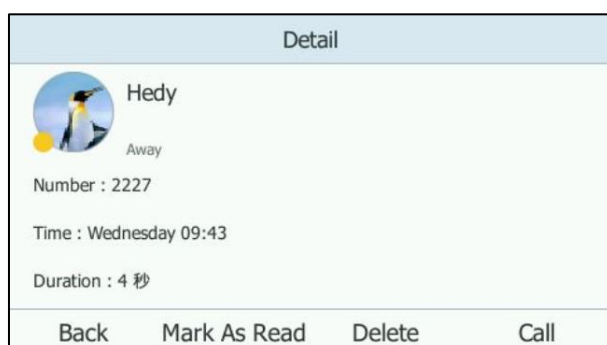 Detail
Hedy
Away
Number : 2227
Time : Wednesday 09:43
Duration : 4 秒
Back Mark As Read Delete Call